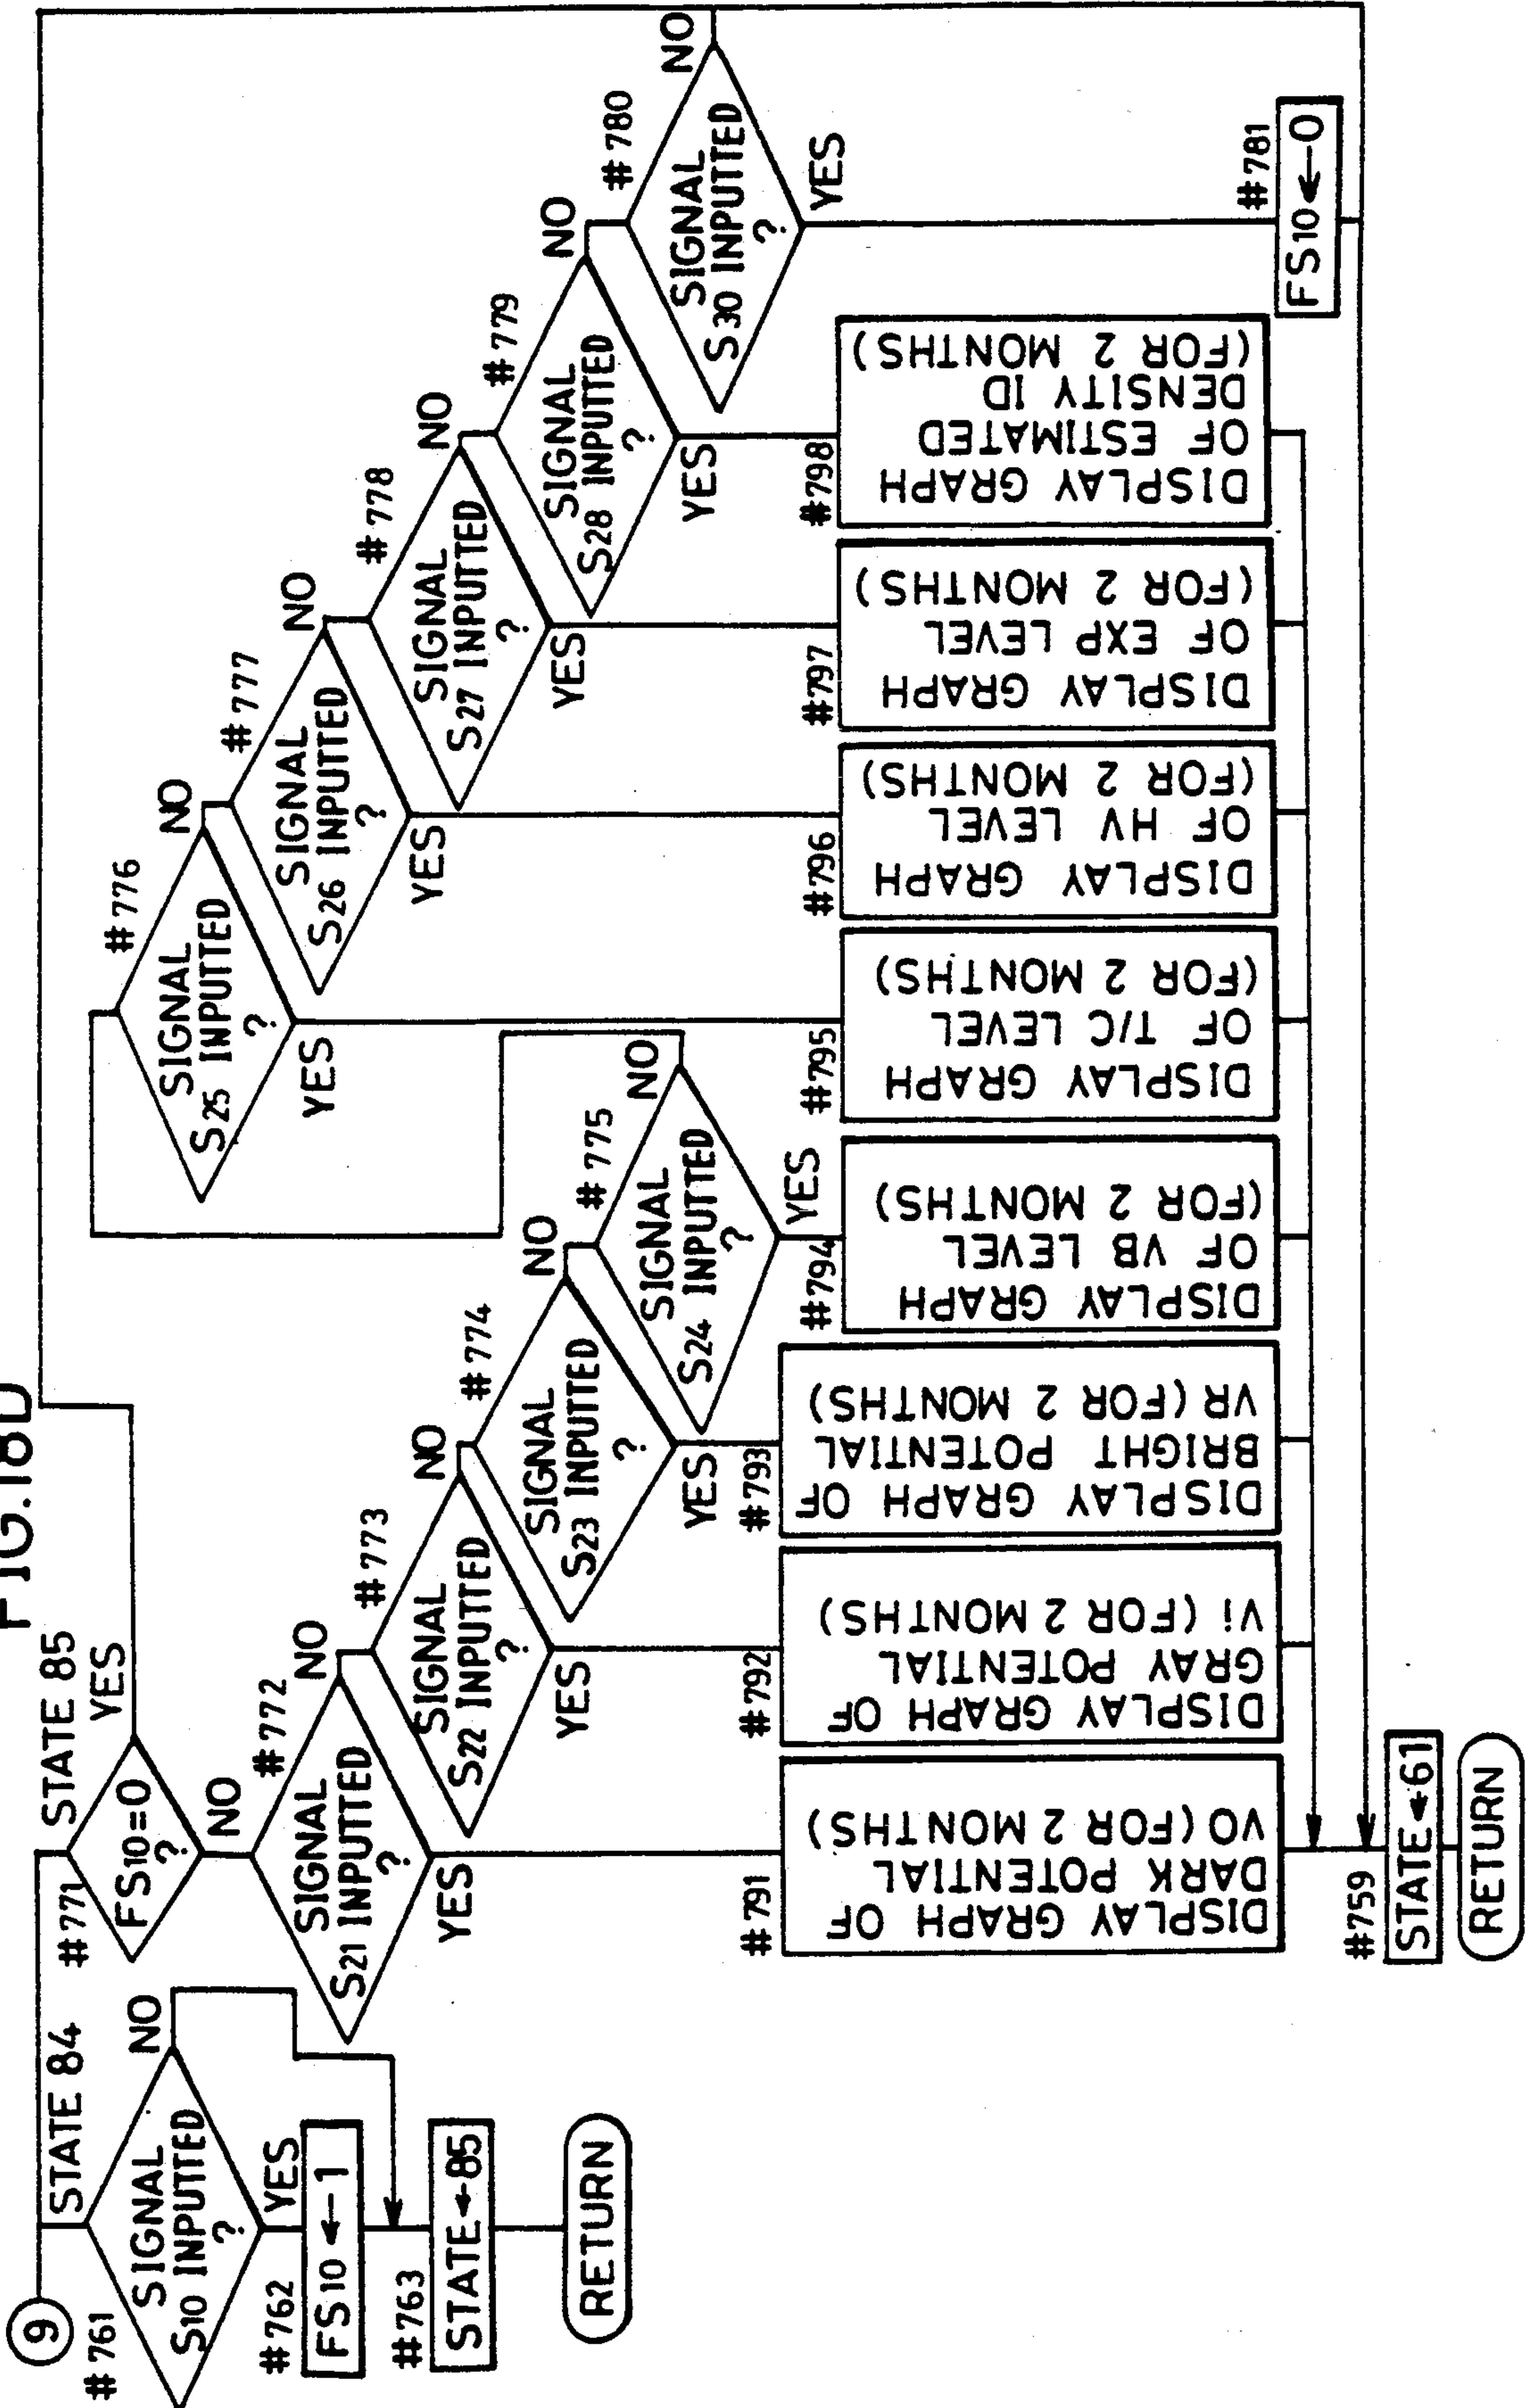 FIG.18D
9
STATE 84
#761
SIGNAL
S10 INPUTTED
?
NO
YES
#762
FS10←1
#763
STATE←85
RETURN
STATE 85
#771
FS10=0
?
YES
NO
#772
SIGNAL
S21 INPUTTED
?
NO
YES
#773
SIGNAL
S22 INPUTTED
?
NO
YES
#774
SIGNAL
S23 INPUTTED
?
NO
YES
#775
SIGNAL
S24 INPUTTED
?
NO
YES
#776
SIGNAL
S25 INPUTTED
?
NO
YES
#777
SIGNAL
S26 INPUTTED
?
NO
YES
#778
SIGNAL
S27 INPUTTED
?
NO
YES
#779
SIGNAL
S28 INPUTTED
?
NO
YES
#780
SIGNAL
S30 INPUTTED
?
NO
YES
#781
FS10←0
#791
DISPLAY GRAPH OF
DARK POTENTIAL
VO (FOR 2 MONTHS)
#792
DISPLAY GRAPH OF
GRAY POTENTIAL
Vi (FOR 2 MONTHS)
#793
DISPLAY GRAPH OF
BRIGHT POTENTIAL
VR (FOR 2 MONTHS)
#794
DISPLAY GRAPH
OF VB LEVEL
(FOR 2 MONTHS)
#795
DISPLAY GRAPH
OF T/C LEVEL
(FOR 2 MONTHS)
#796
DISPLAY GRAPH
OF HV LEVEL
(FOR 2 MONTHS)
#797
DISPLAY GRAPH
OF EXP LEVEL
(FOR 2 MONTHS)
#798
DISPLAY GRAPH
OF ESTIMATED
DENSITY ID
(FOR 2 MONTHS)
#759
STATE←61
RETURN